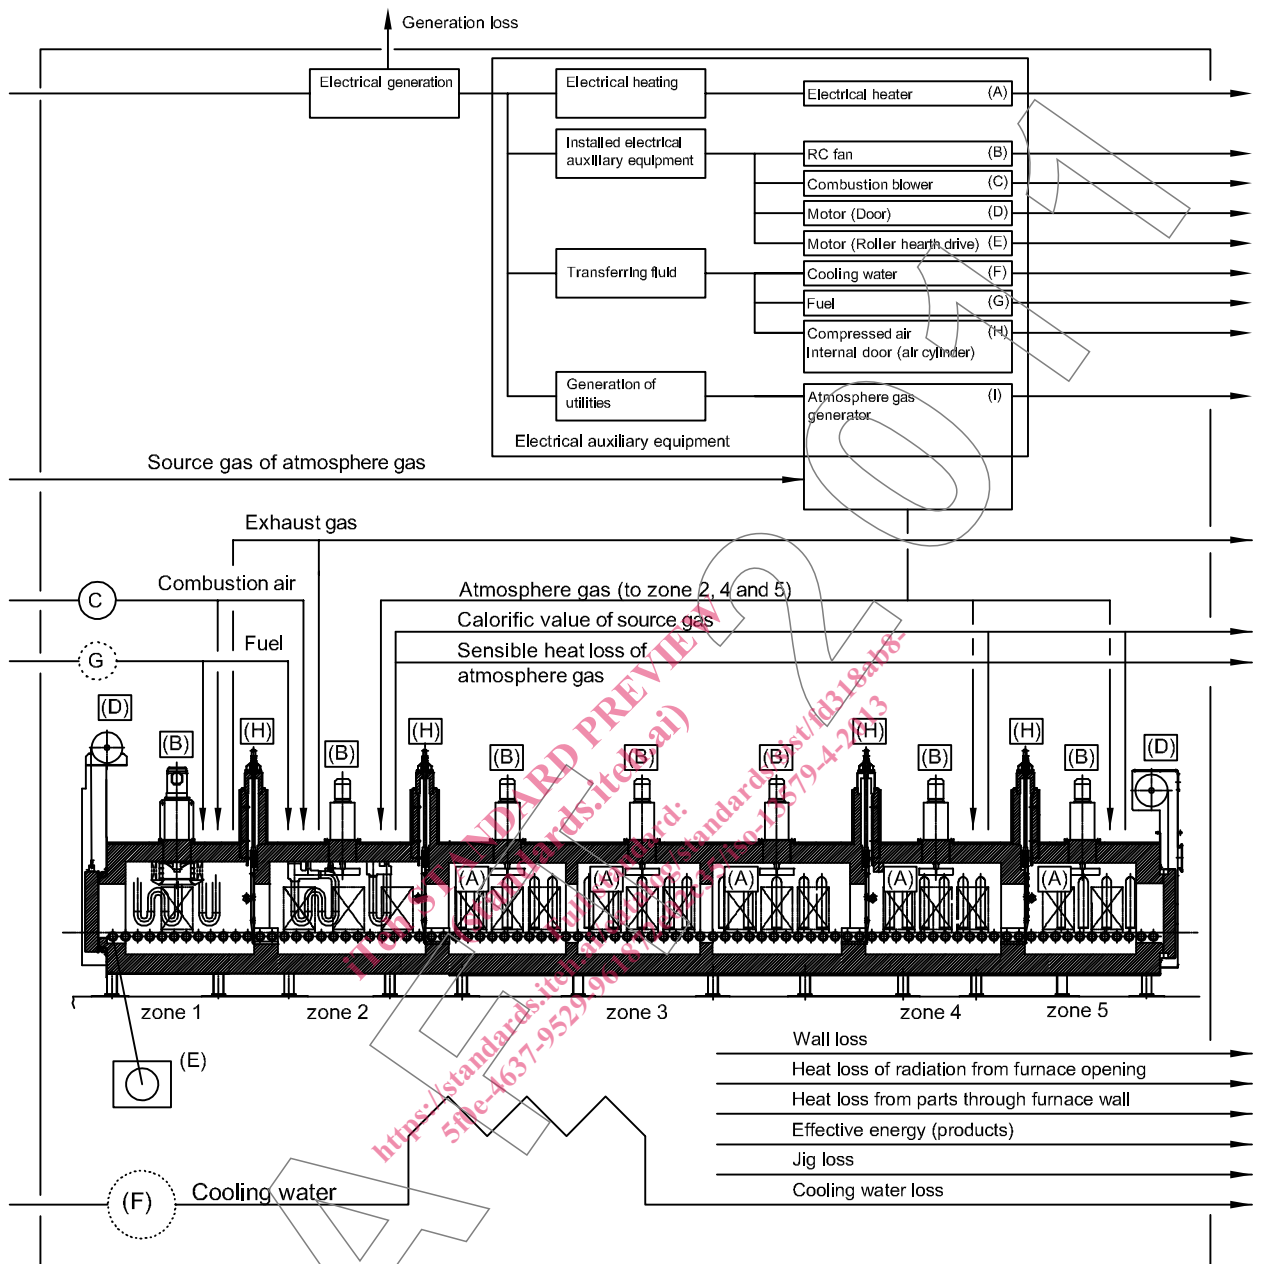 Generation loss
Electrical generation
Electrical heating
Electrical heater (A)
Installed electrical
auxiliary equipment
RC fan (B)
Combustion blower (C)
Motor (Door) (D)
Motor (Roller hearth drive) (E)
Transferring fluid
Cooling water (F)
Fuel (G)
Compressed air (H)
Internal door (air cylinder)
Generation of
utilities
Atmosphere gas (I)
generator
Electrical auxiliary equipment
Source gas of atmosphere gas
Exhaust gas
C
Combustion air
Atmosphere gas (to zone 2, 4 and 5)
Calorific value of source gas
G
Fuel
Sensible heat loss of
atmosphere gas
(D)
(B)
(H)
(B)
(H)
(B)
(B)
(B)
(H)
(B)
(H)
(B)
(D)
(A)
(A)
(A)
(A)
(A)
zone 1
zone 2
zone 3
zone 4
zone 5
(E)
Wall loss
Heat loss of radiation from furnace opening
Heat loss from parts through furnace wall
Effective energy (products)
Jig loss
Cooling water loss
(F)
Cooling water
iTeh STANDARD PREVIEW
(standards.iteh.ai)
Full standard: